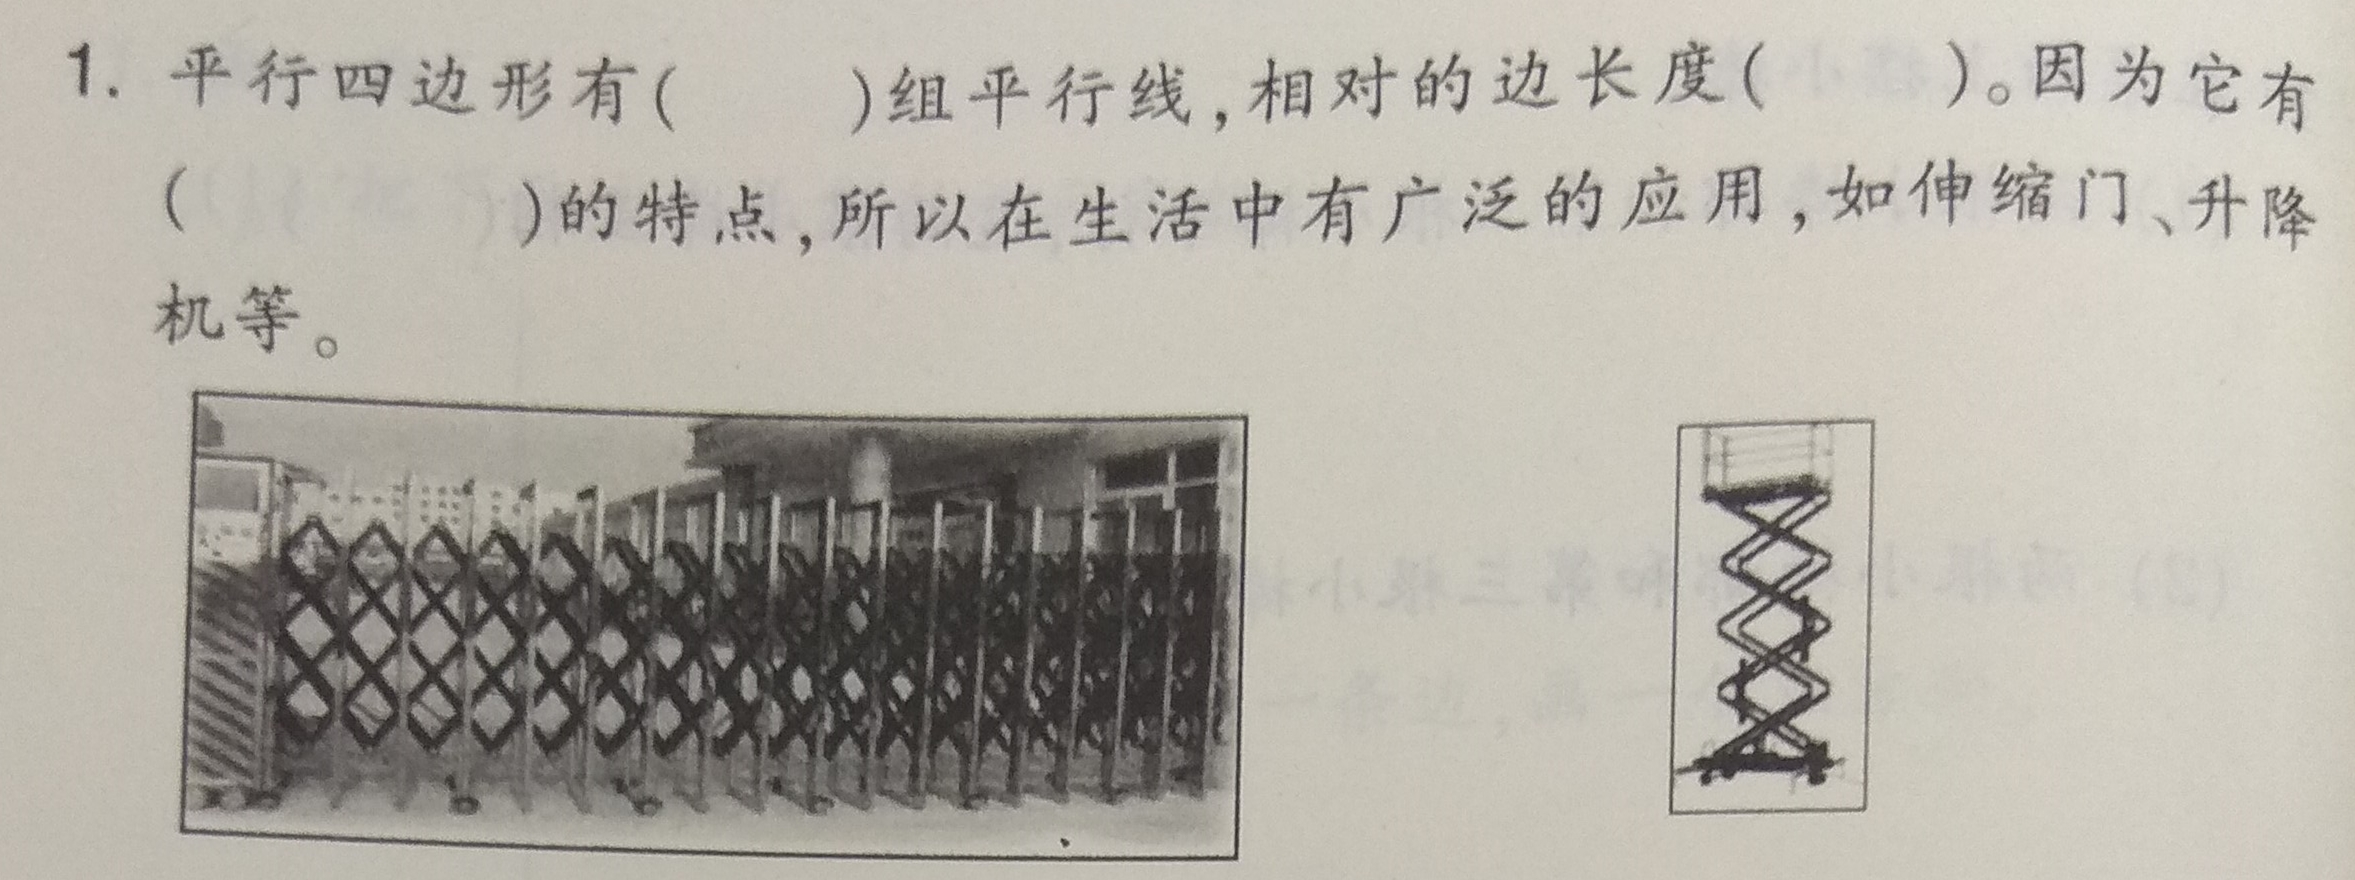 1. 平行四边形有(　　)组平行线,相对的边长度(　　)。因为它有
(　　)的特点,所以在生活中有广泛的应用,如伸缩门、升降
机等。